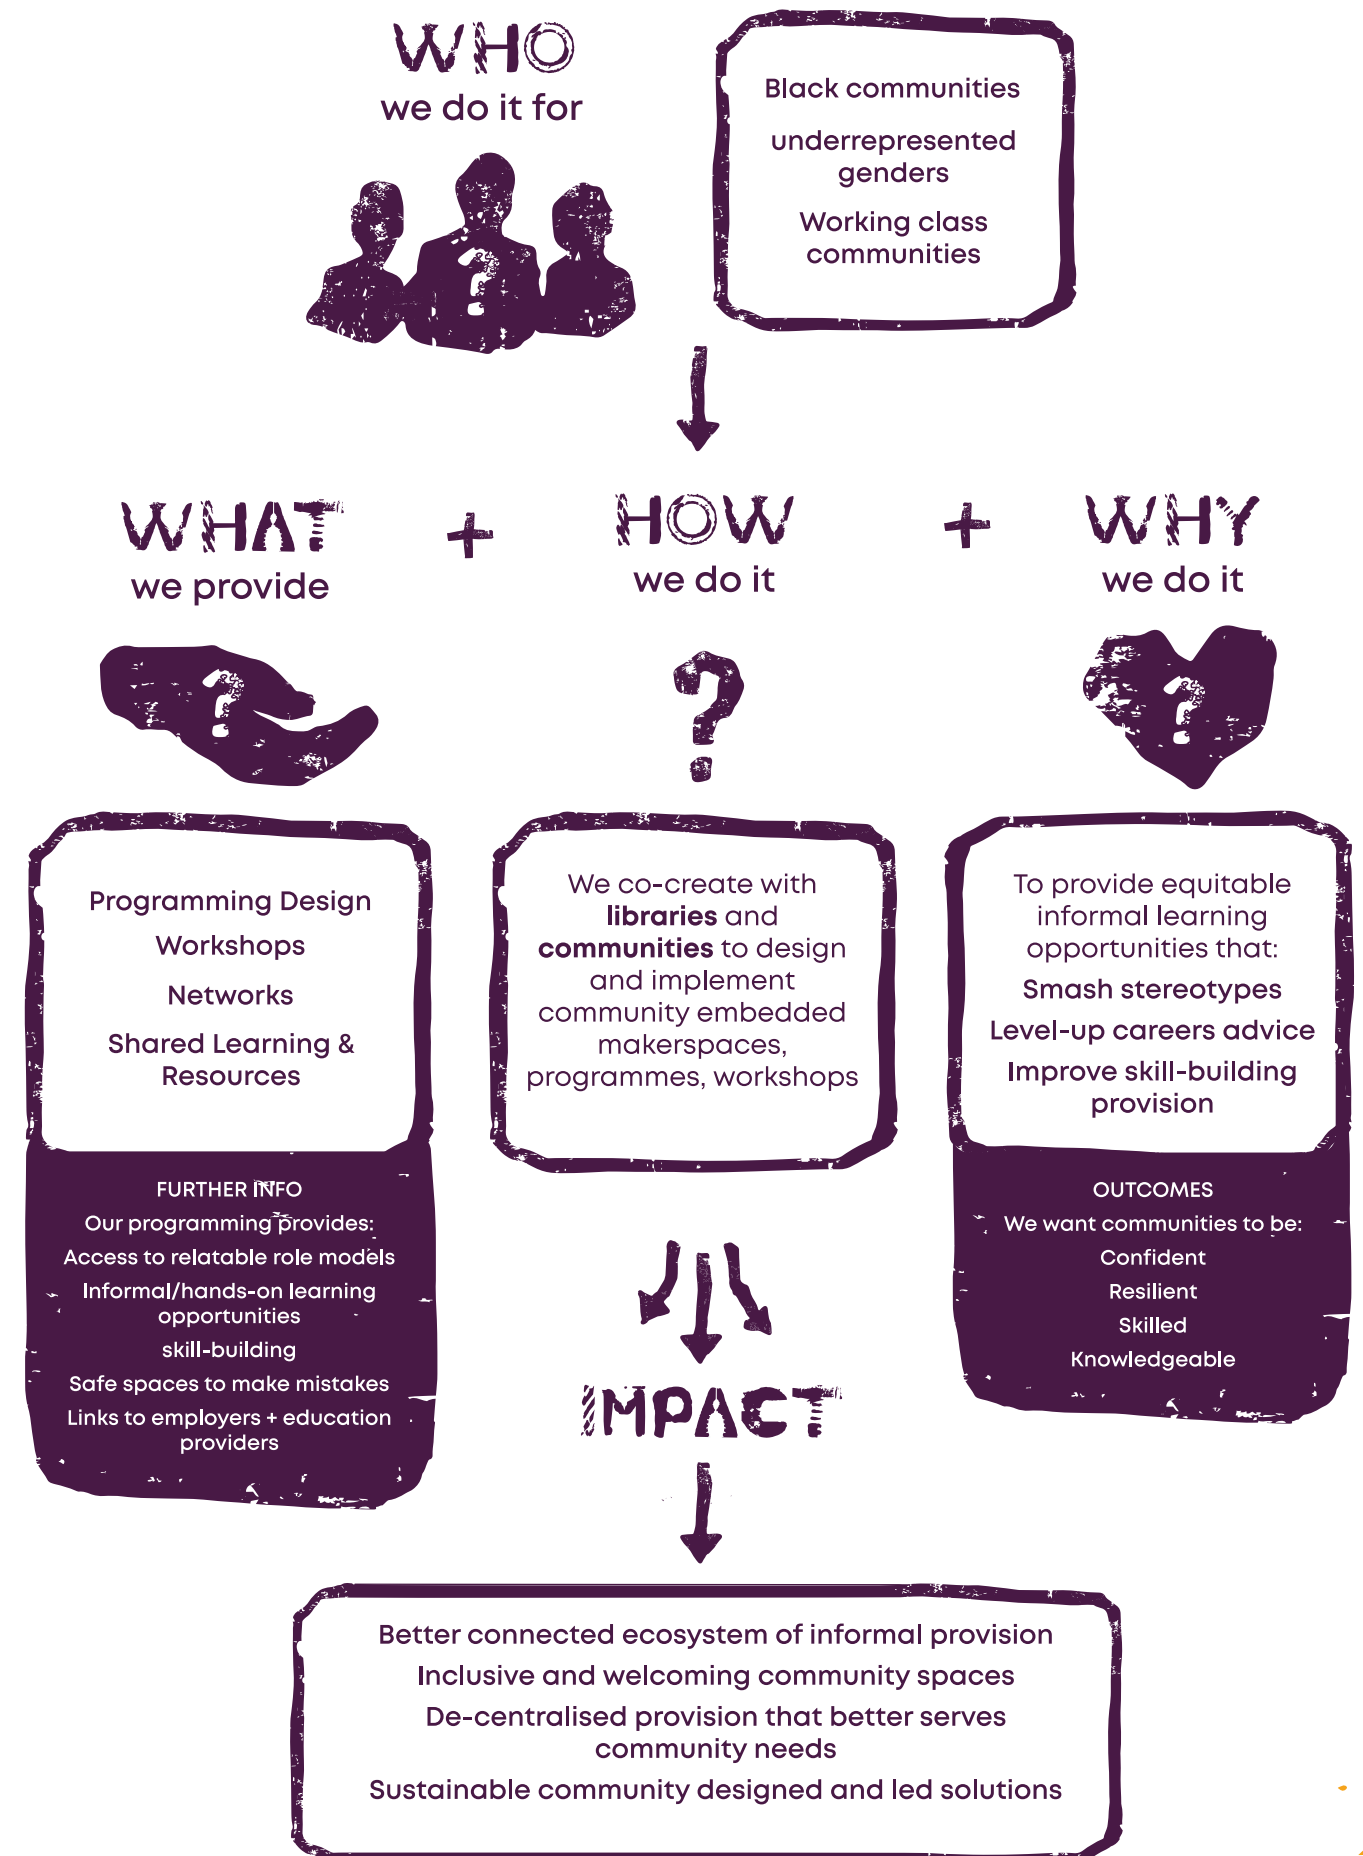 WHO
we do it for
Black communities
underrepresented
genders
Working class
communities
WHAT
we provide
+
HOW
we do it
+
WHY
we do it
?
?
?
?
Programming Design
Workshops
Networks
Shared Learning &
Resources
FURTHER INFO
Our programming provides:
Access to relatable role models
Informal/hands-on learning
opportunities
skill-building
Safe spaces to make mistakes
Links to employers + education
providers
We co-create with
libraries and
communities to design
and implement
community embedded
makerspaces,
programmes, workshops
To provide equitable
informal learning
opportunities that:
Smash stereotypes
Level-up careers advice
Improve skill-building
provision
OUTCOMES
We want communities to be:
Confident
Resilient
Skilled
Knowledgeable
IMPACT
Better connected ecosystem of informal provision
Inclusive and welcoming community spaces
De-centralised provision that better serves
community needs
Sustainable community designed and led solutions